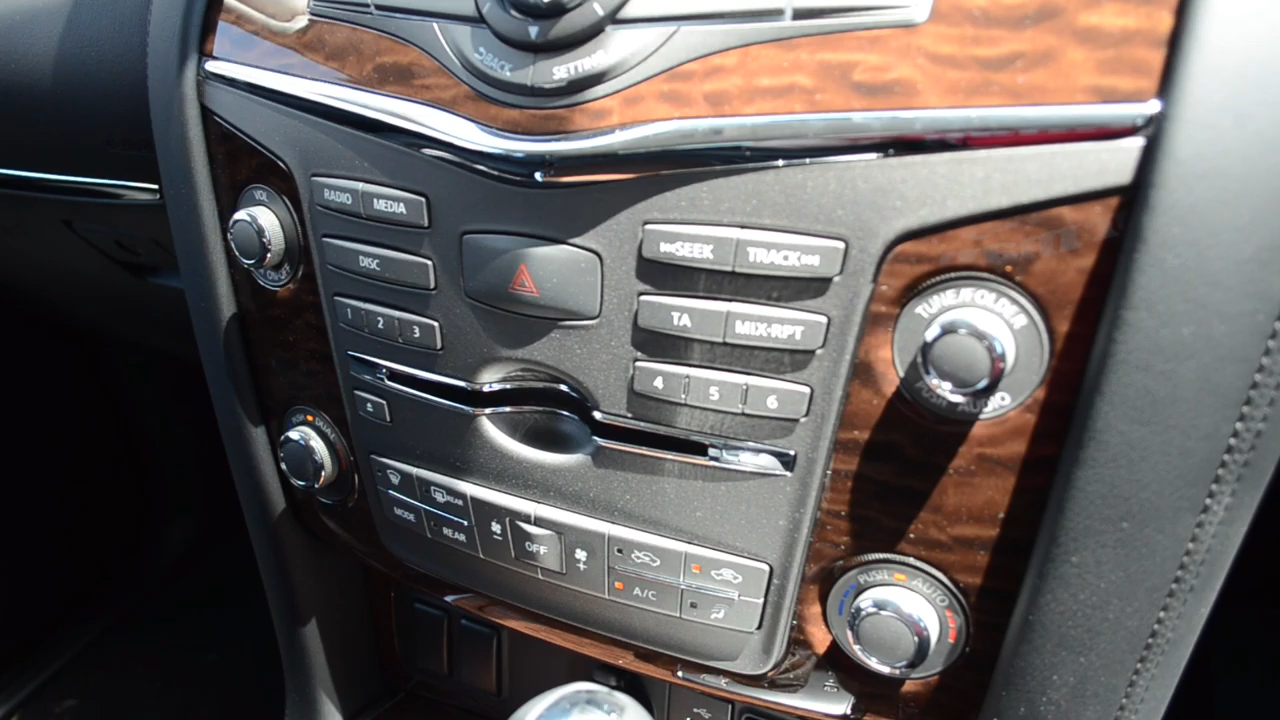 BACK
SETTING
VOL
ON·OFF
RADIO MEDIA
DISC
1 2 3
SEEK TRACK
TA MIX·RPT
4 5 6
TUNE/FOLDER
PUSH AUDIO
PUSH DUAL
REAR
MODE REAR
OFF
A/C
PUSH AUTO